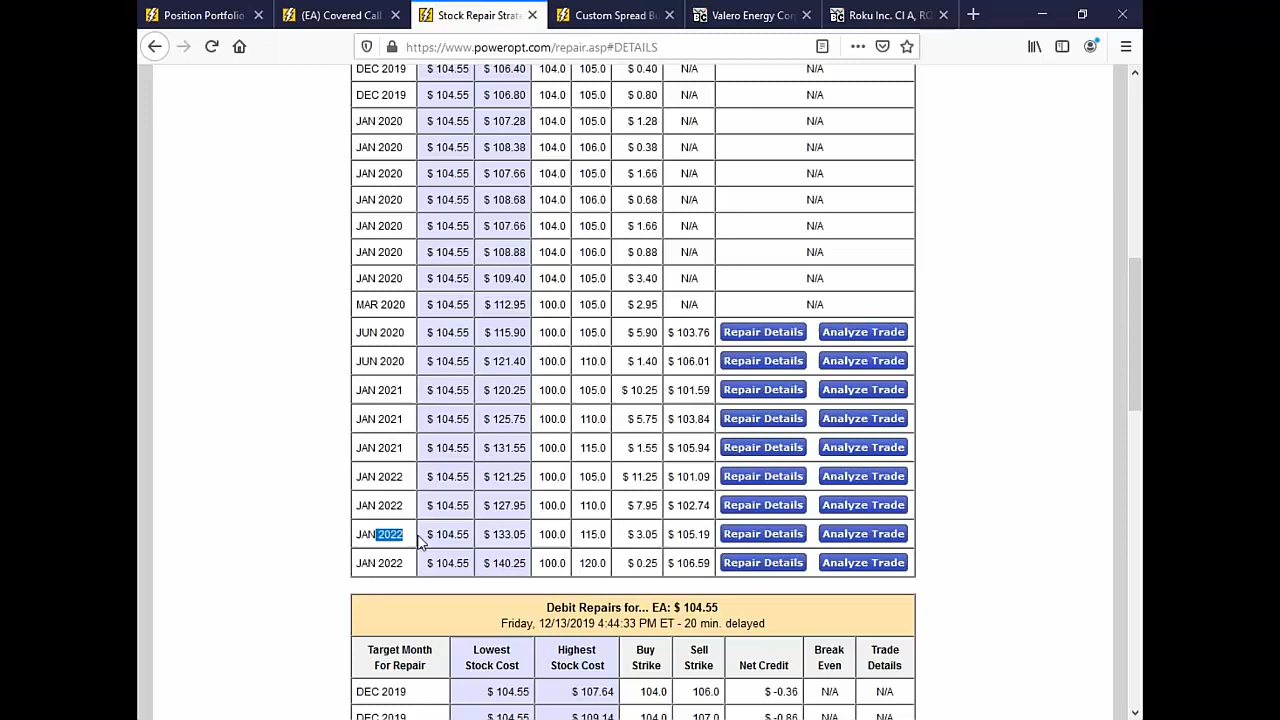 Position Portfolio
(EA) Covered Call
Stock Repair Strate
Custom Spread Bu
Valero Energy Cor
Roku Inc. Cl A, RO
https://www.poweropt.com/repair.asp#DETAILS
DEC 2019 $ 104.55 $ 106.40 104.0 105.0 $ 0.40 N/A N/A
DEC 2019 $ 104.55 $ 106.80 104.0 105.0 $ 0.80 N/A N/A
JAN 2020 $ 104.55 $ 107.28 104.0 105.0 $ 1.28 N/A N/A
JAN 2020 $ 104.55 $ 108.38 104.0 106.0 $ 0.38 N/A N/A
JAN 2020 $ 104.55 $ 107.66 104.0 105.0 $ 1.66 N/A N/A
JAN 2020 $ 104.55 $ 108.68 104.0 106.0 $ 0.68 N/A N/A
JAN 2020 $ 104.55 $ 107.66 104.0 105.0 $ 1.66 N/A N/A
JAN 2020 $ 104.55 $ 108.88 104.0 106.0 $ 0.88 N/A N/A
JAN 2020 $ 104.55 $ 109.40 104.0 105.0 $ 3.40 N/A N/A
MAR 2020 $ 104.55 $ 112.95 100.0 105.0 $ 2.95 N/A N/A
JUN 2020 $ 104.55 $ 115.90 100.0 105.0 $ 5.90 $ 103.76 Repair Details Analyze Trade
JUN 2020 $ 104.55 $ 121.40 100.0 110.0 $ 1.40 $ 106.01 Repair Details Analyze Trade
JAN 2021 $ 104.55 $ 120.25 100.0 105.0 $ 10.25 $ 101.59 Repair Details Analyze Trade
JAN 2021 $ 104.55 $ 125.75 100.0 110.0 $ 5.75 $ 103.84 Repair Details Analyze Trade
JAN 2021 $ 104.55 $ 131.55 100.0 115.0 $ 1.55 $ 105.94 Repair Details Analyze Trade
JAN 2022 $ 104.55 $ 121.25 100.0 105.0 $ 11.25 $ 101.09 Repair Details Analyze Trade
JAN 2022 $ 104.55 $ 127.95 100.0 110.0 $ 7.95 $ 102.74 Repair Details Analyze Trade
JAN 2022 $ 104.55 $ 133.05 100.0 115.0 $ 3.05 $ 105.19 Repair Details Analyze Trade
JAN 2022 $ 104.55 $ 140.25 100.0 120.0 $ 0.25 $ 106.59 Repair Details Analyze Trade
Debit Repairs for... EA: $ 104.55
Friday, 12/13/2019 4:44:33 PM ET - 20 min. delayed
Target Month Lowest Highest Buy Sell Break Trade
For Repair Stock Cost Stock Cost Strike Strike Net Credit Even Details
DEC 2019 $ 104.55 $ 107.64 104.0 106.0 $ -0.36 N/A N/A
DEC 2019 $ 104.55 $ 109.14 104.0 107.0 $ -0.86 N/A N/A